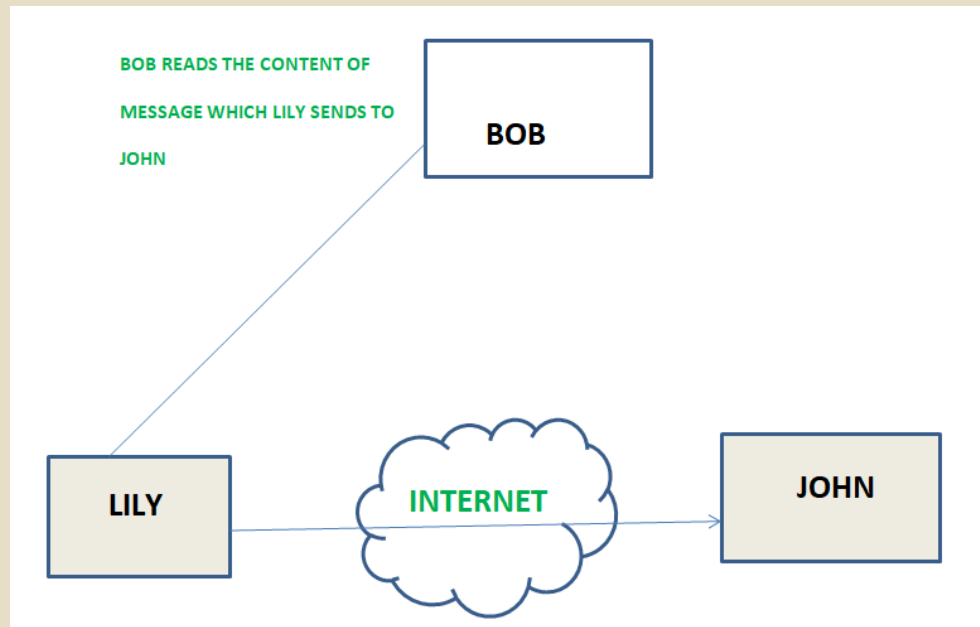 BOB READS THE CONTENT OF
MESSAGE WHICH LILY SENDS TO
JOHN
BOB
LILY
INTERNET
JOHN